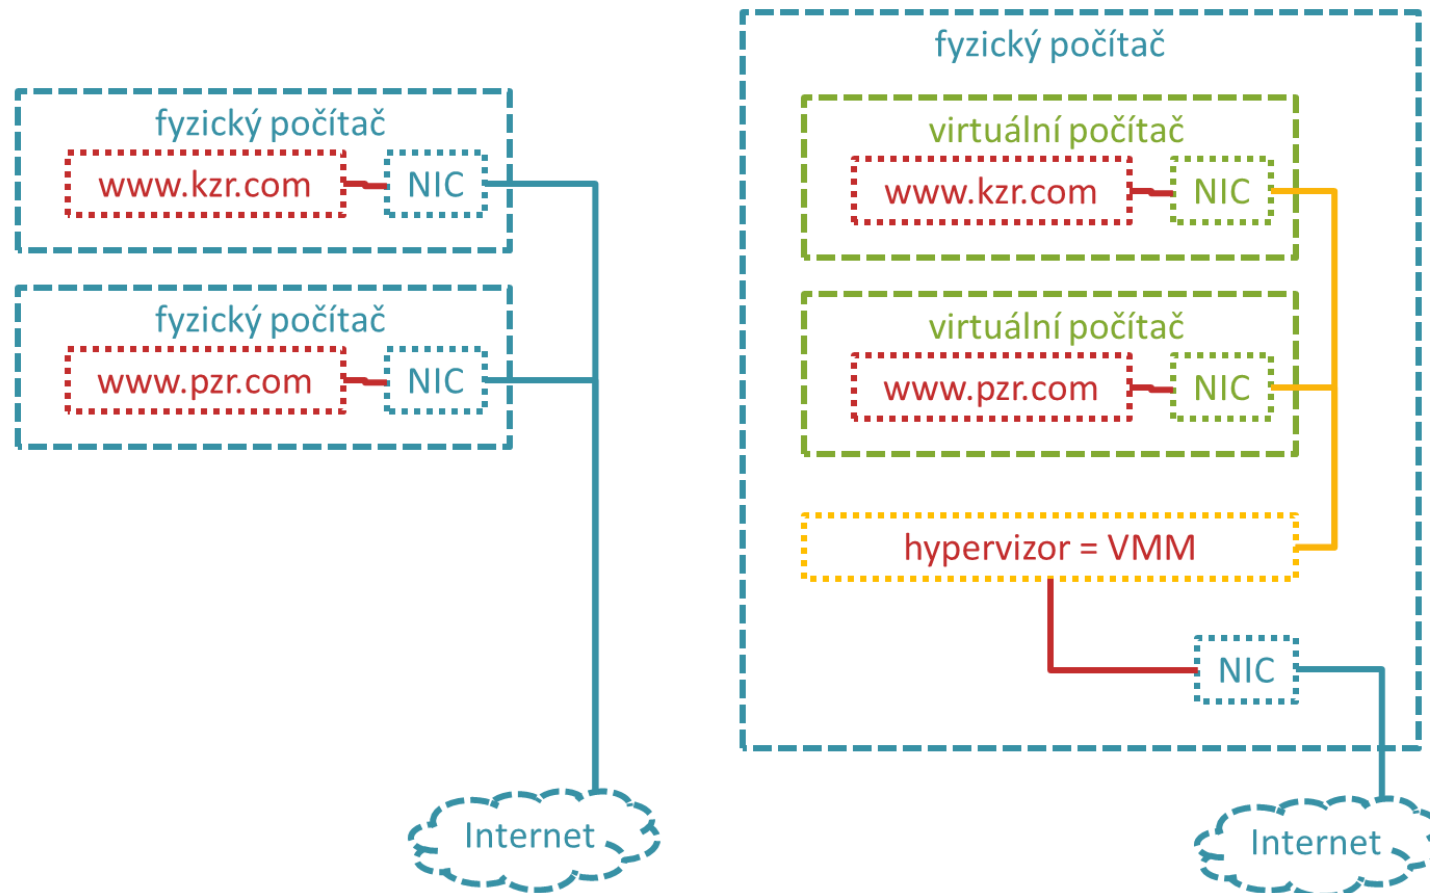 fyzický počítač
www.kzr.com
NIC
fyzický počítač
www.pzr.com
NIC
Internet
fyzický počítač
virtuální počítač
www.kzr.com
NIC
virtuální počítač
www.pzr.com
NIC
hypervizor = VMM
NIC
Internet